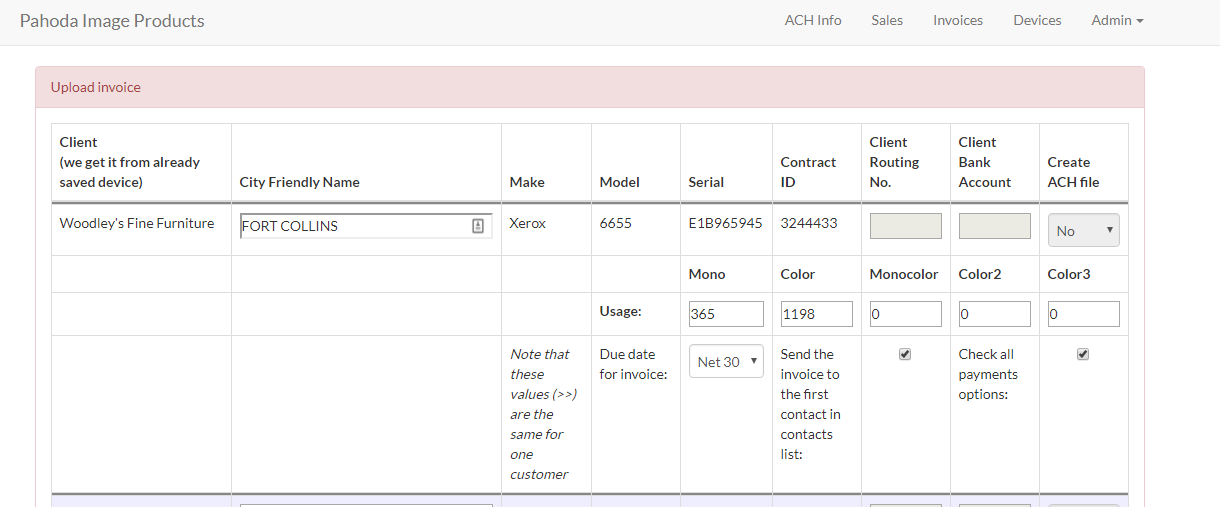 Pahoda Image Products ACH Info Sales Invoices Devices Admin
Upload invoice
Client
(we get it from already
saved device)
City Friendly Name
Make
Model
Serial
Contract
ID
Client
Routing
No.
Client
Bank
Account
Create
ACH file
Woodley's Fine Furniture FORT COLLINS Xerox 6655 E1B965945 3244433 No
Mono Color Monocolor Color2 Color3
Usage: 365 1198 0 0 0
Note that
these
values (>>)
are the
same for
one
customer
Due date
for invoice:
Net 30
Send the
invoice to
the first
contact in
contacts
list:
Check all
payments
options: